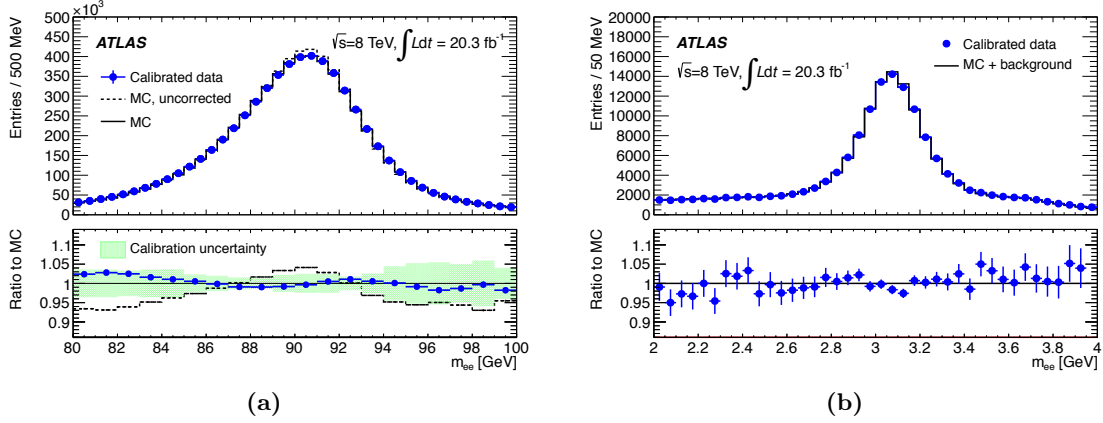 ×10³
500
450
400
350
300
250
200
150
100
50
0
Entries / 500 MeV
ATLAS
√s=8 TeV, ∫Ldt = 20.3 fb⁻¹
Calibrated data
MC, uncorrected
MC
1.1
1.05
1
0.95
0.9
Ratio to MC
Calibration uncertainty
80 82 84 86 88 90 92 94 96 98 100
m_ee [GeV]
(a)
20000
18000
16000
14000
12000
10000
8000
6000
4000
2000
0
Entries / 50 MeV
ATLAS
√s=8 TeV, ∫Ldt = 20.3 fb⁻¹
Calibrated data
MC + background
1.1
1.05
1
0.95
0.9
Ratio to MC
2 2.2 2.4 2.6 2.8 3 3.2 3.4 3.6 3.8 4
m_ee [GeV]
(b)